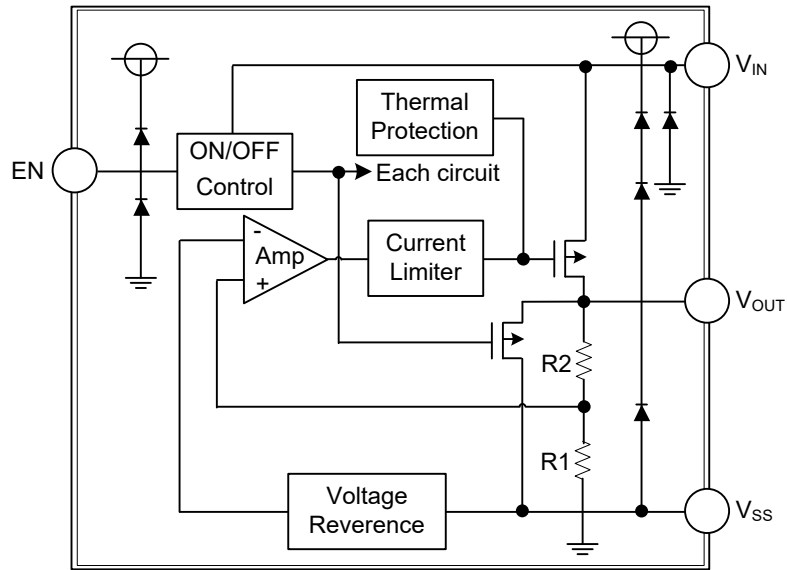 V_IN
Thermal
Protection
ON/OFF
Control
EN
Each circuit
-
Amp
+
Current
Limiter
V_OUT
R2
R1
Voltage
Reverence
V_SS